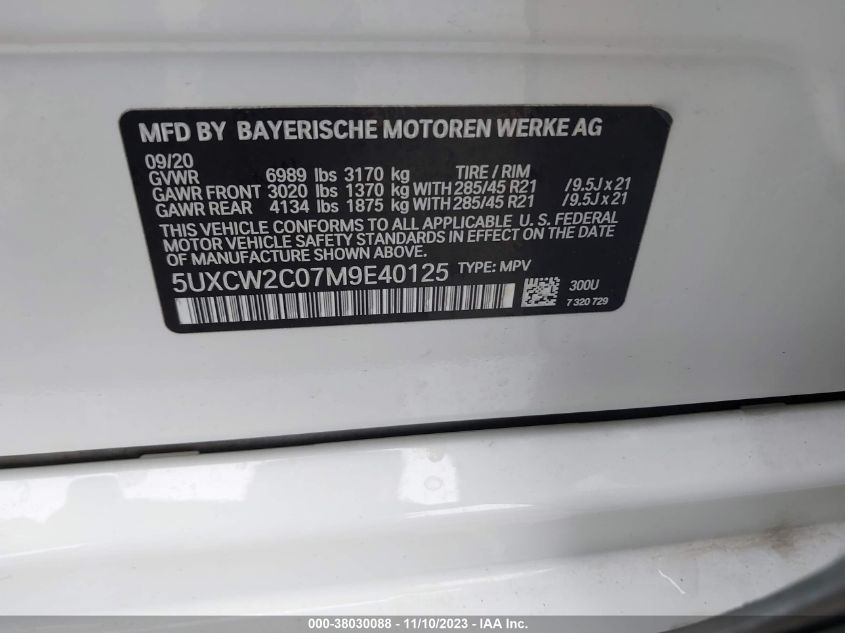 MFD BY BAYERISCHE MOTOREN WERKE AG
09/20
GVWR 6989 lbs 3170 kg TIRE / RIM
GAWR FRONT 3020 lbs 1370 kg WITH 285/45 R21 /9.5J x 21
GAWR REAR 4134 lbs 1875 kg WITH 285/45 R21 /9.5J x 21
THIS VEHICLE CONFORMS TO ALL APPLICABLE U. S. FEDERAL
MOTOR VEHICLE SAFETY STANDARDS IN EFFECT ON THE DATE
OF MANUFACTURE SHOWN ABOVE.
5UXCW2C07M9E40125 TYPE: MPV
300U
7 320 729
000-38030088 - 11/10/2023 - IAA Inc.